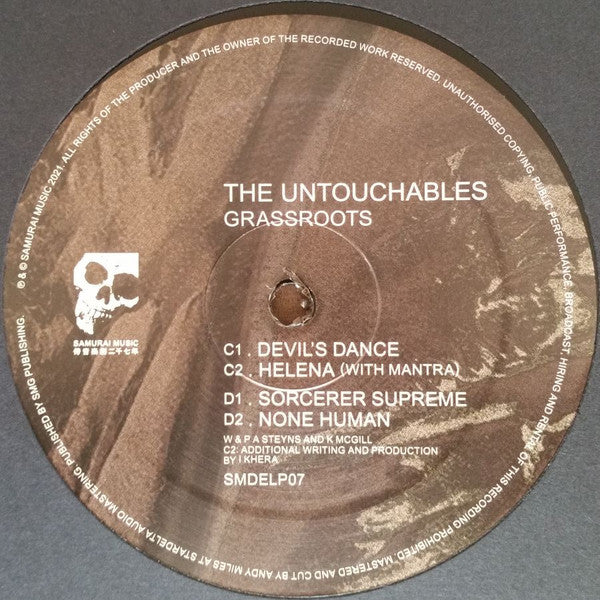 THE UNTOUCHABLES
GRASSROOTS
C1. DEVIL'S DANCE
C2. HELENA (WITH MANTRA)
D1. SORCERER SUPREME
D2. NONE HUMAN
W & P A STEYNS AND K MCGILL
C2: ADDITIONAL WRITING AND PRODUCTION
BY I KHERA
SMDELP07
SAMURAI MUSIC
℗ & © SAMURAI MUSIC 2021. ALL RIGHTS OF THE PRODUCER AND THE OWNER OF THE RECORDED WORK RESERVED. UNAUTHORISED COPYING, PUBLIC PERFORMANCE, BROADCAST, HIRING AND RENTAL OF THIS RECORDING PROHIBITED. MASTERED AND CUT BY ANDY MILES AT STARDELTA AUDIO MASTERING PUBLISHED BY SMG PUBLISHING.